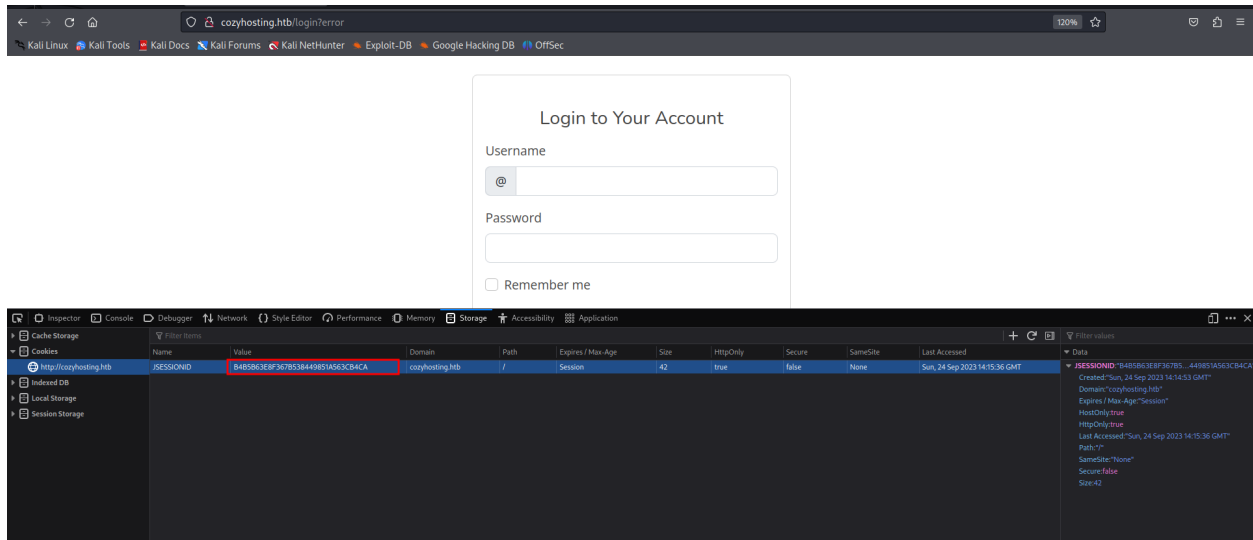 cozyhosting.htb/login?error 120%
Kali Linux Kali Tools Kali Docs Kali Forums Kali NetHunter Exploit-DB Google Hacking DB OffSec
Login to Your Account
Username
@
Password
Remember me
Inspector Console Debugger Network Style Editor Performance Memory Storage Accessibility Application
Cache Storage
Cookies
http://cozyhosting.htb
Indexed DB
Local Storage
Session Storage
Filter Items
Name Value Domain Path Expires / Max-Age Size HttpOnly Secure SameSite Last Accessed
JSESSIONID B4B5B63E8F367B538449851A563CB4CA cozyhosting.htb / Session 42 true false None Sun, 24 Sep 2023 14:15:36 GMT
Filter values
Data
JSESSIONID:"B4B5B63E8F367B5…449851A563CB4CA"
Created:"Sun, 24 Sep 2023 14:14:53 GMT"
Domain:"cozyhosting.htb"
Expires / Max-Age:"Session"
HostOnly:true
HttpOnly:true
Last Accessed:"Sun, 24 Sep 2023 14:15:36 GMT"
Path:"/"
SameSite:"None"
Secure:false
Size:42